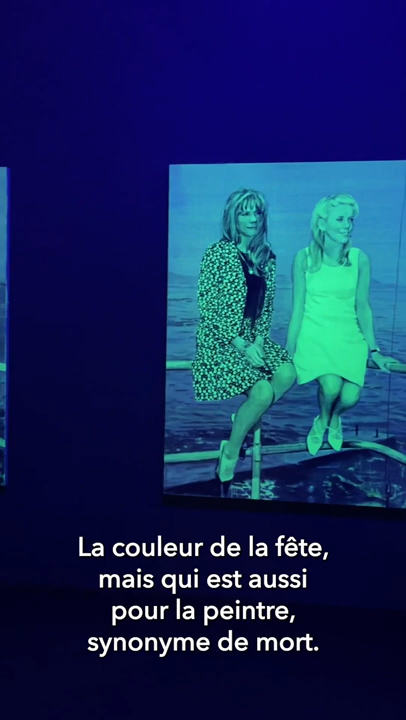 La couleur de la fête,
mais qui est aussi
pour la peintre,
synonyme de mort.